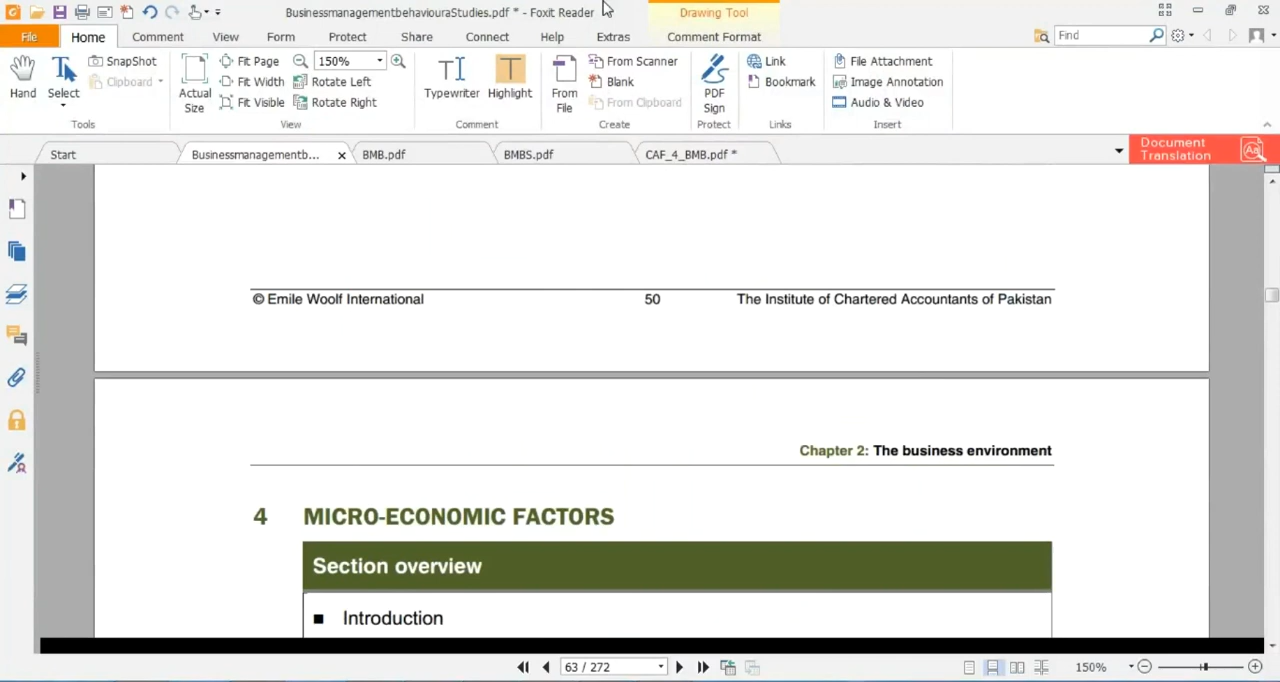 BusinessmanagementbehaviouraStudies.pdf * - Foxit Reader
Drawing Tool
File
Home
Comment
View
Form
Protect
Share
Connect
Help
Extras
Comment Format
Find
Hand
Select
SnapShot
Clipboard
Tools
Actual
Size
Fit Page
Fit Width
Fit Visible
150%
Rotate Left
Rotate Right
View
Typewriter
Highlight
Comment
From
File
From Scanner
Blank
From Clipboard
Create
PDF
Sign
Protect
Link
Bookmark
Links
File Attachment
Image Annotation
Audio & Video
Insert
Start
Businessmanagementb...
BMB.pdf
BMBS.pdf
CAF_4_BMB.pdf *
Document
Translation
© Emile Woolf International
50
The Institute of Chartered Accountants of Pakistan
Chapter 2: The business environment
4 MICRO-ECONOMIC FACTORS
Section overview
■ Introduction
63 / 272
150%